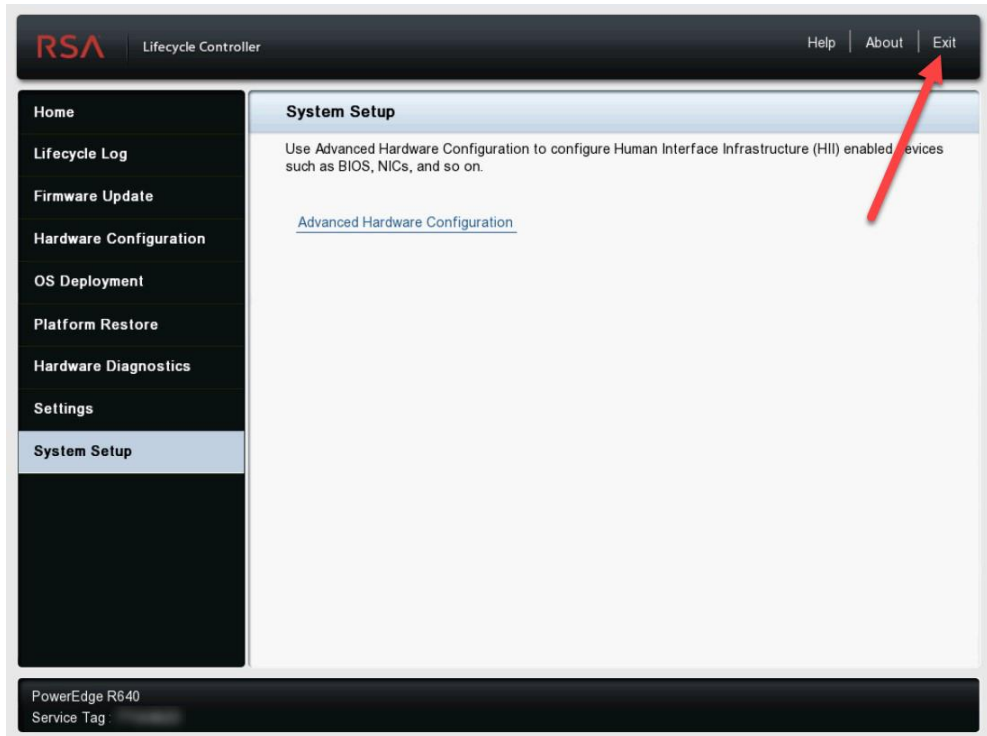 RSA Lifecycle Controller
Help About Exit
Home
Lifecycle Log
Firmware Update
Hardware Configuration
OS Deployment
Platform Restore
Hardware Diagnostics
Settings
System Setup
System Setup
Use Advanced Hardware Configuration to configure Human Interface Infrastructure (HII) enabled devices
such as BIOS, NICs, and so on.
Advanced Hardware Configuration
PowerEdge R640
Service Tag :